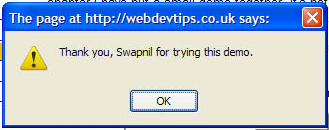 The page at http://webdevtips.co.uk says:
Thank you, Swapnil for trying this demo.
OK